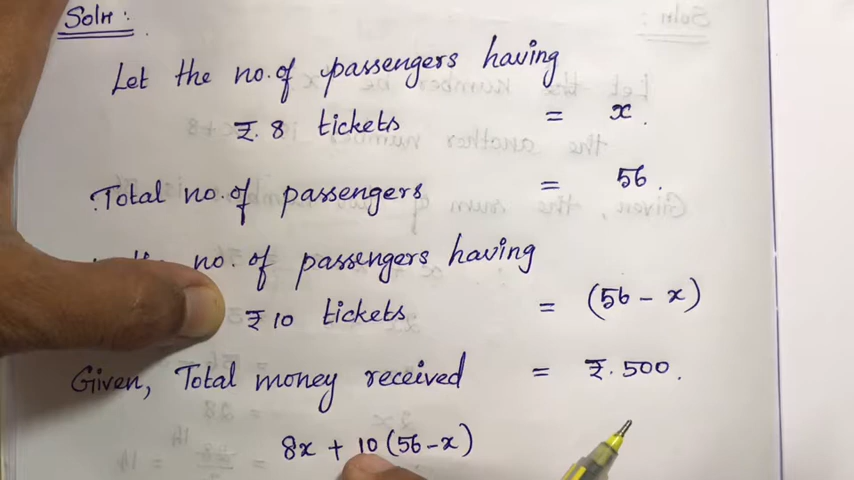 Soln :
Let the no. of passengers having
₹. 8 tickets = x.
Total no. of passengers = 56.
no. of passengers having
₹ 10 tickets = (56 - x)
Given, Total money received = ₹. 500.
8x + 10 (56-x)